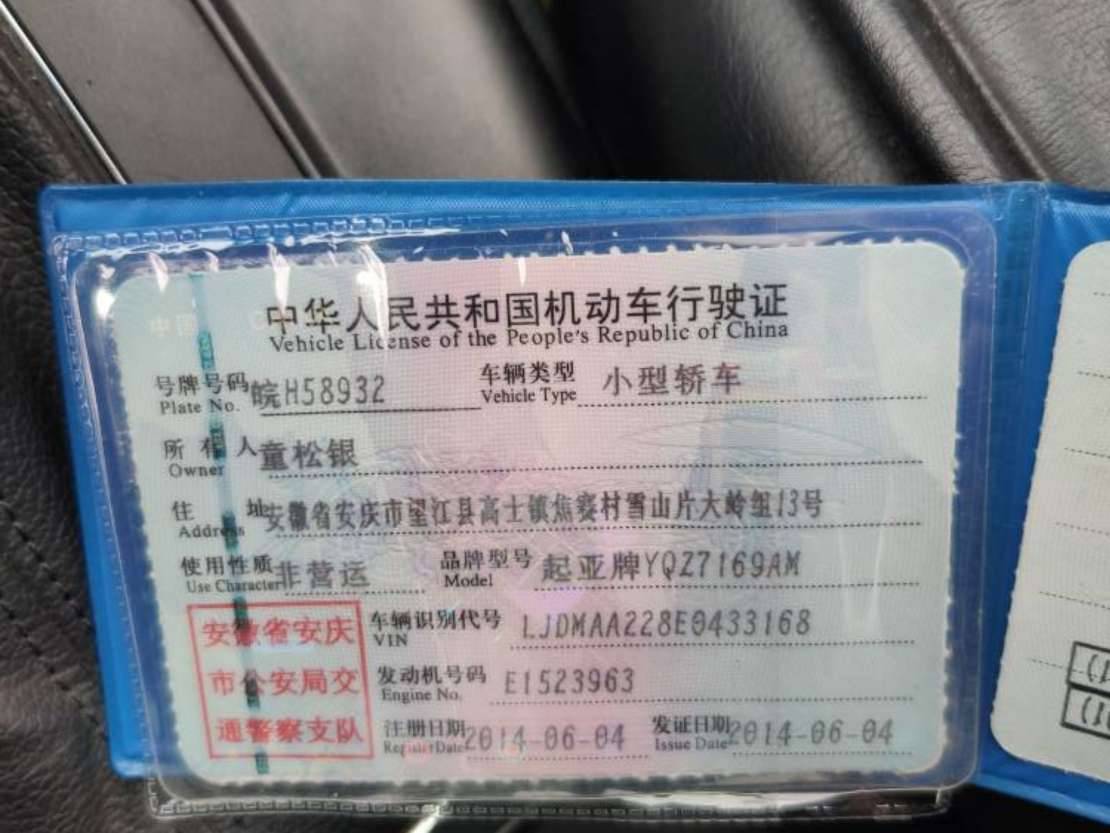 中华人民共和国机动车行驶证
Vehicle License of the People's Republic of China
号牌号码 皖H58932 车辆类型 小型轿车
Plate No. Vehicle Type
所有人 童松银
Owner
住址 安徽省安庆市望江县高士镇焦赛村雪山片大岭组13号
Address
使用性质 非营运 品牌型号 起亚牌YQZ7169AM
Use Character Model
安徽省安庆 车辆识别代号 LJDMAA228E0433168
VIN
市公安局交 发动机号码 E1523963
Engine No.
通警察支队 注册日期 2014-06-04 发证日期 2014-06-04
Register Date Issue Date